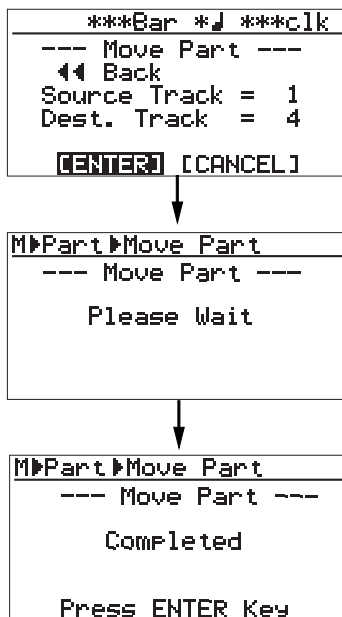 ***Bar *♩ ***clk
--- Move Part ---
◀◀ Back
Source Track = 1
Dest. Track = 4
[ENTER] [CANCEL]
M▶Part▶Move Part
--- Move Part ---
Please Wait
M▶Part▶Move Part
--- Move Part ---
Completed
Press ENTER Key